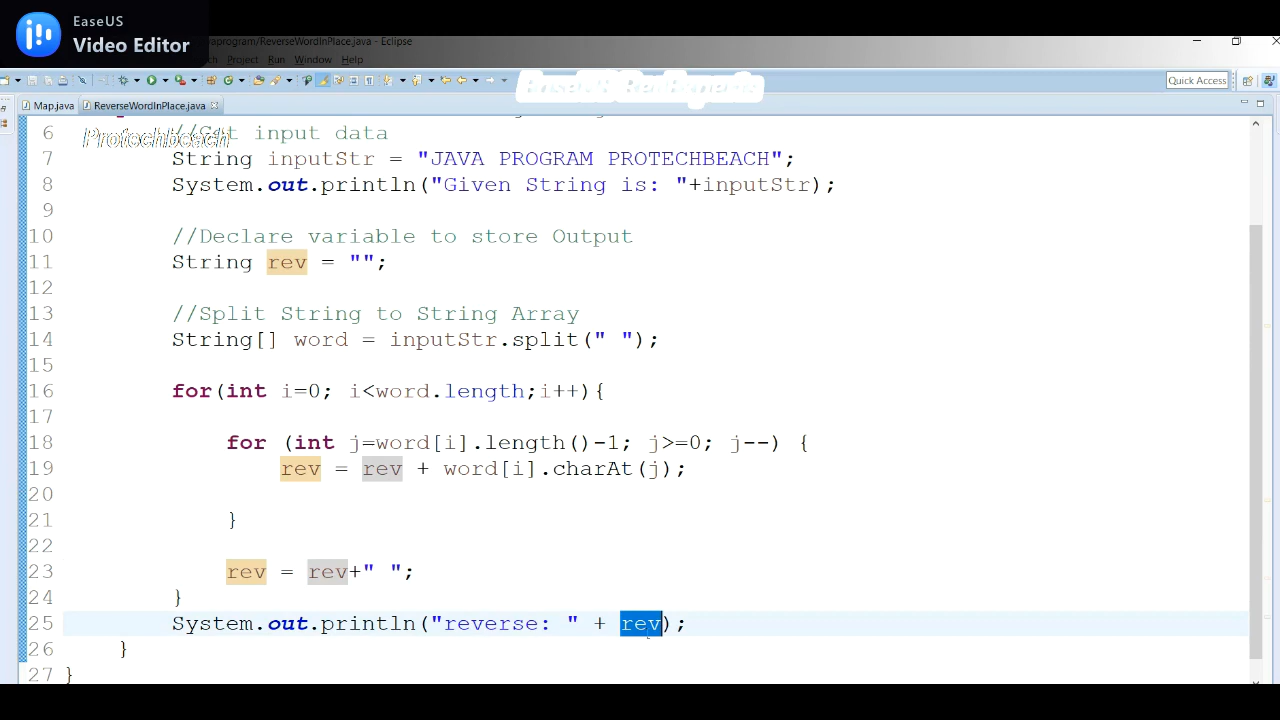 EaseUS
Video Editor
program/ReverseWordInPlace.java - Eclipse
Project Run Window Help
Quick Access
Map.java ReverseWordInPlace.java
Protechbeach
6 //Get input data
7 String inputStr = "JAVA PROGRAM PROTECHBEACH";
8 System.out.println("Given String is: "+inputStr);
9
10 //Declare variable to store Output
11 String rev = "";
12
13 //Split String to String Array
14 String[] word = inputStr.split(" ");
15
16 for(int i=0; i<word.length;i++){
17
18 for (int j=word[i].length()-1; j>=0; j--) {
19 rev = rev + word[i].charAt(j);
20
21 }
22
23 rev = rev+" ";
24 }
25 System.out.println("reverse: " + rev);
26 }
27 }